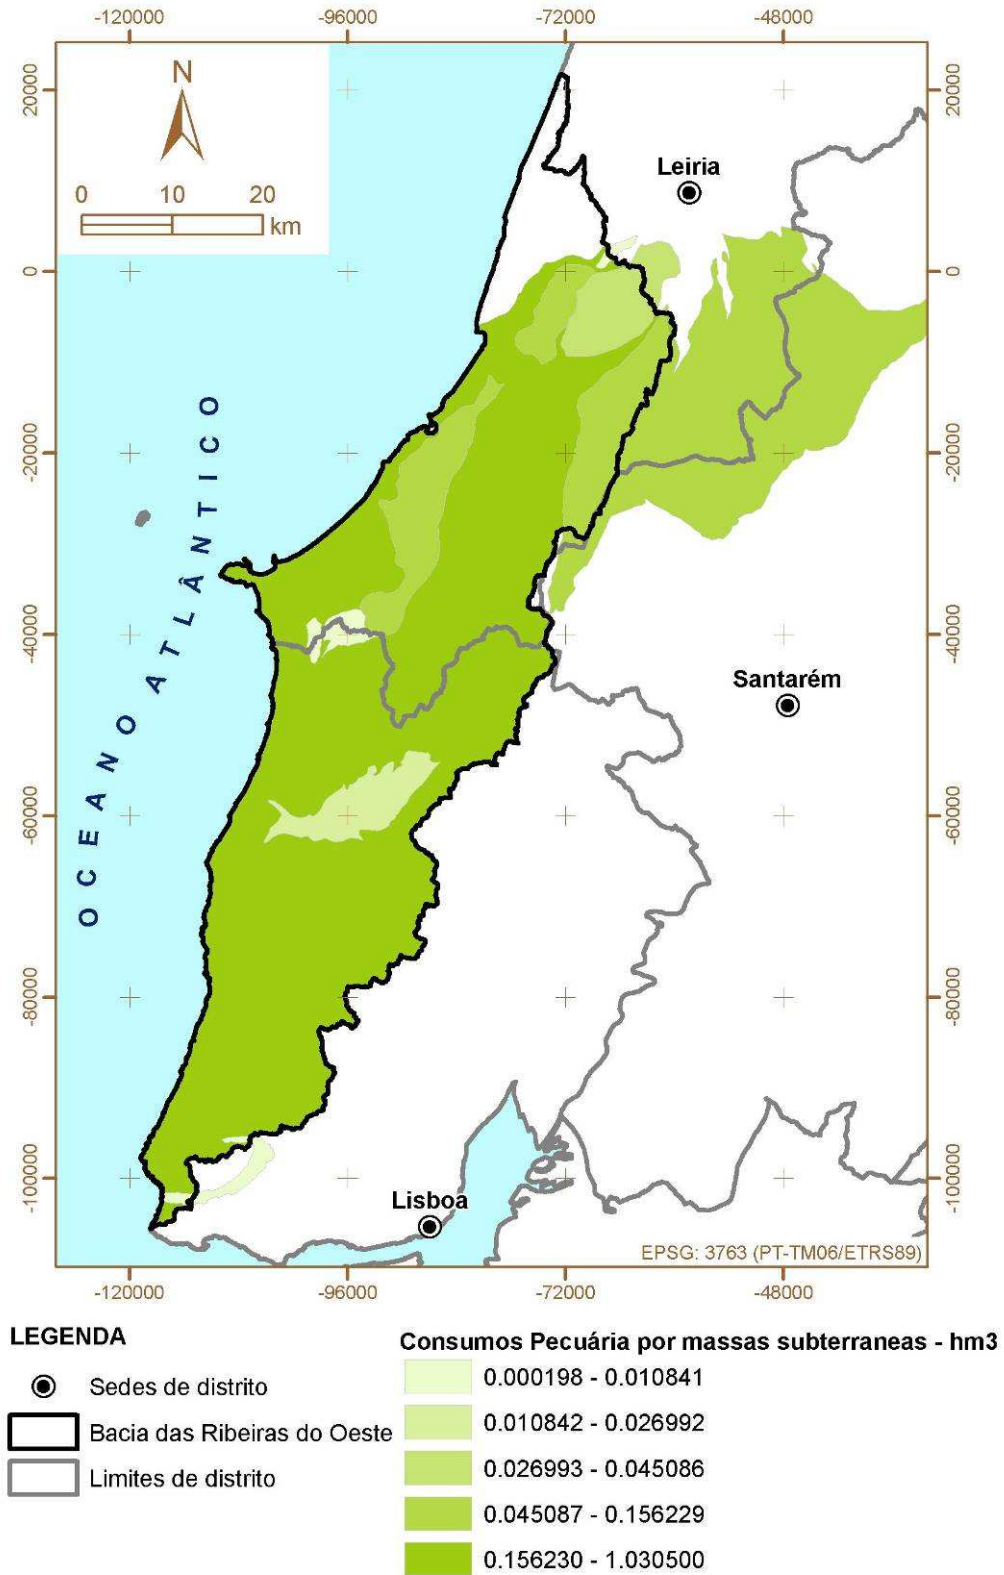 -120000 -96000 -72000 -48000
20000
0
-20000
-40000
-60000
-80000
-100000
20000
0
-20000
-40000
-60000
-80000
-100000
N
0 10 20
km
Leiria
OCEANO ATLÂNTICO
Santarém
Lisboa
EPSG: 3763 (PT-TM06/ETRS89)
-120000 -96000 -72000 -48000
LEGENDA
Sedes de distrito
Bacia das Ribeiras do Oeste
Limites de distrito
Consumos Pecuária por massas subterraneas - hm3
0.000198 - 0.010841
0.010842 - 0.026992
0.026993 - 0.045086
0.045087 - 0.156229
0.156230 - 1.030500